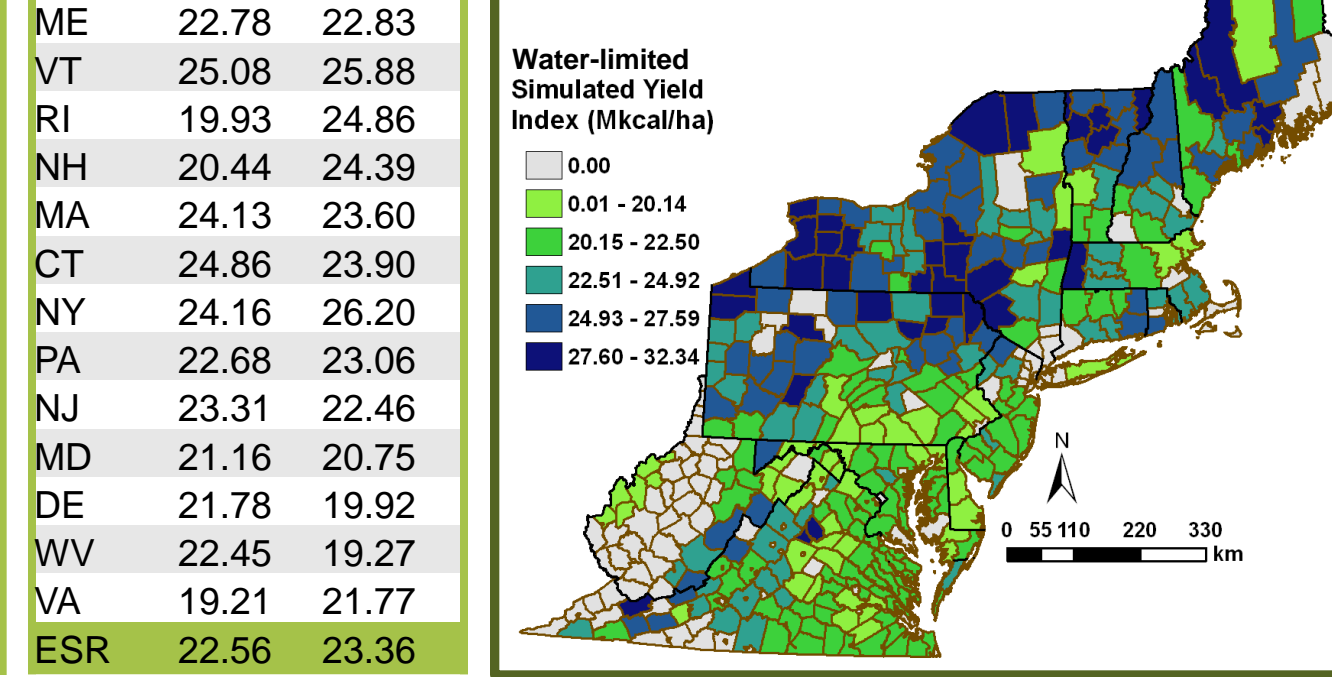 ME 22.78 22.83
VT 25.08 25.88
RI 19.93 24.86
NH 20.44 24.39
MA 24.13 23.60
CT 24.86 23.90
NY 24.16 26.20
PA 22.68 23.06
NJ 23.31 22.46
MD 21.16 20.75
DE 21.78 19.92
WV 22.45 19.27
VA 19.21 21.77
ESR 22.56 23.36
Water-limited
Simulated Yield
Index (Mkcal/ha)
0.00
0.01 - 20.14
20.15 - 22.50
22.51 - 24.92
24.93 - 27.59
27.60 - 32.34
N
0 55 110 220 330
km